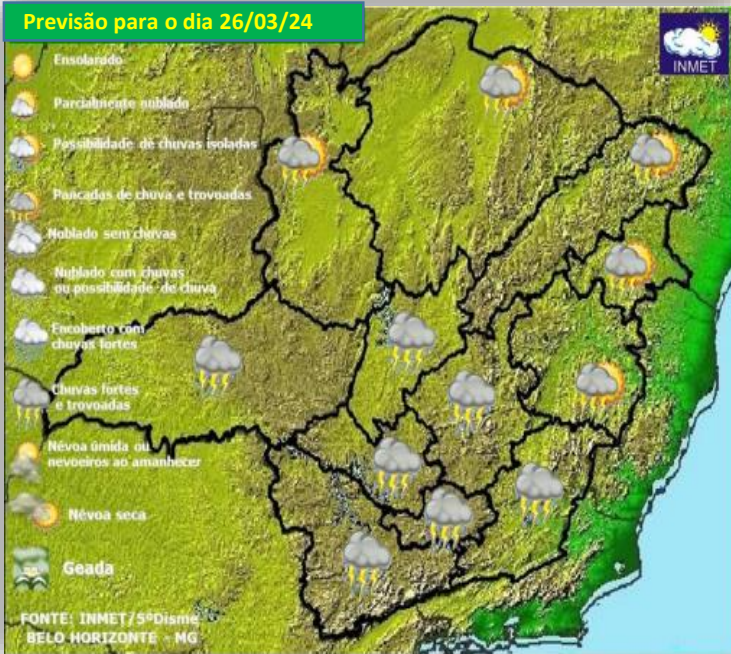 Previsão para o dia 26/03/24
INMET
Ensolarado
Parcialmente nublado
Possibilidade de chuvas isoladas
Pancadas de chuva e trovoadas
Nublado sem chuvas
Nublado com chuvas
ou possibilidade de chuva
Encoberto com
chuvas fortes
Chuvas fortes
e trovoadas
Névoa úmida ou
nevoeiros ao amanhecer
Névoa seca
Geada
FONTE: INMET/5ºDisme
BELO HORIZONTE - MG